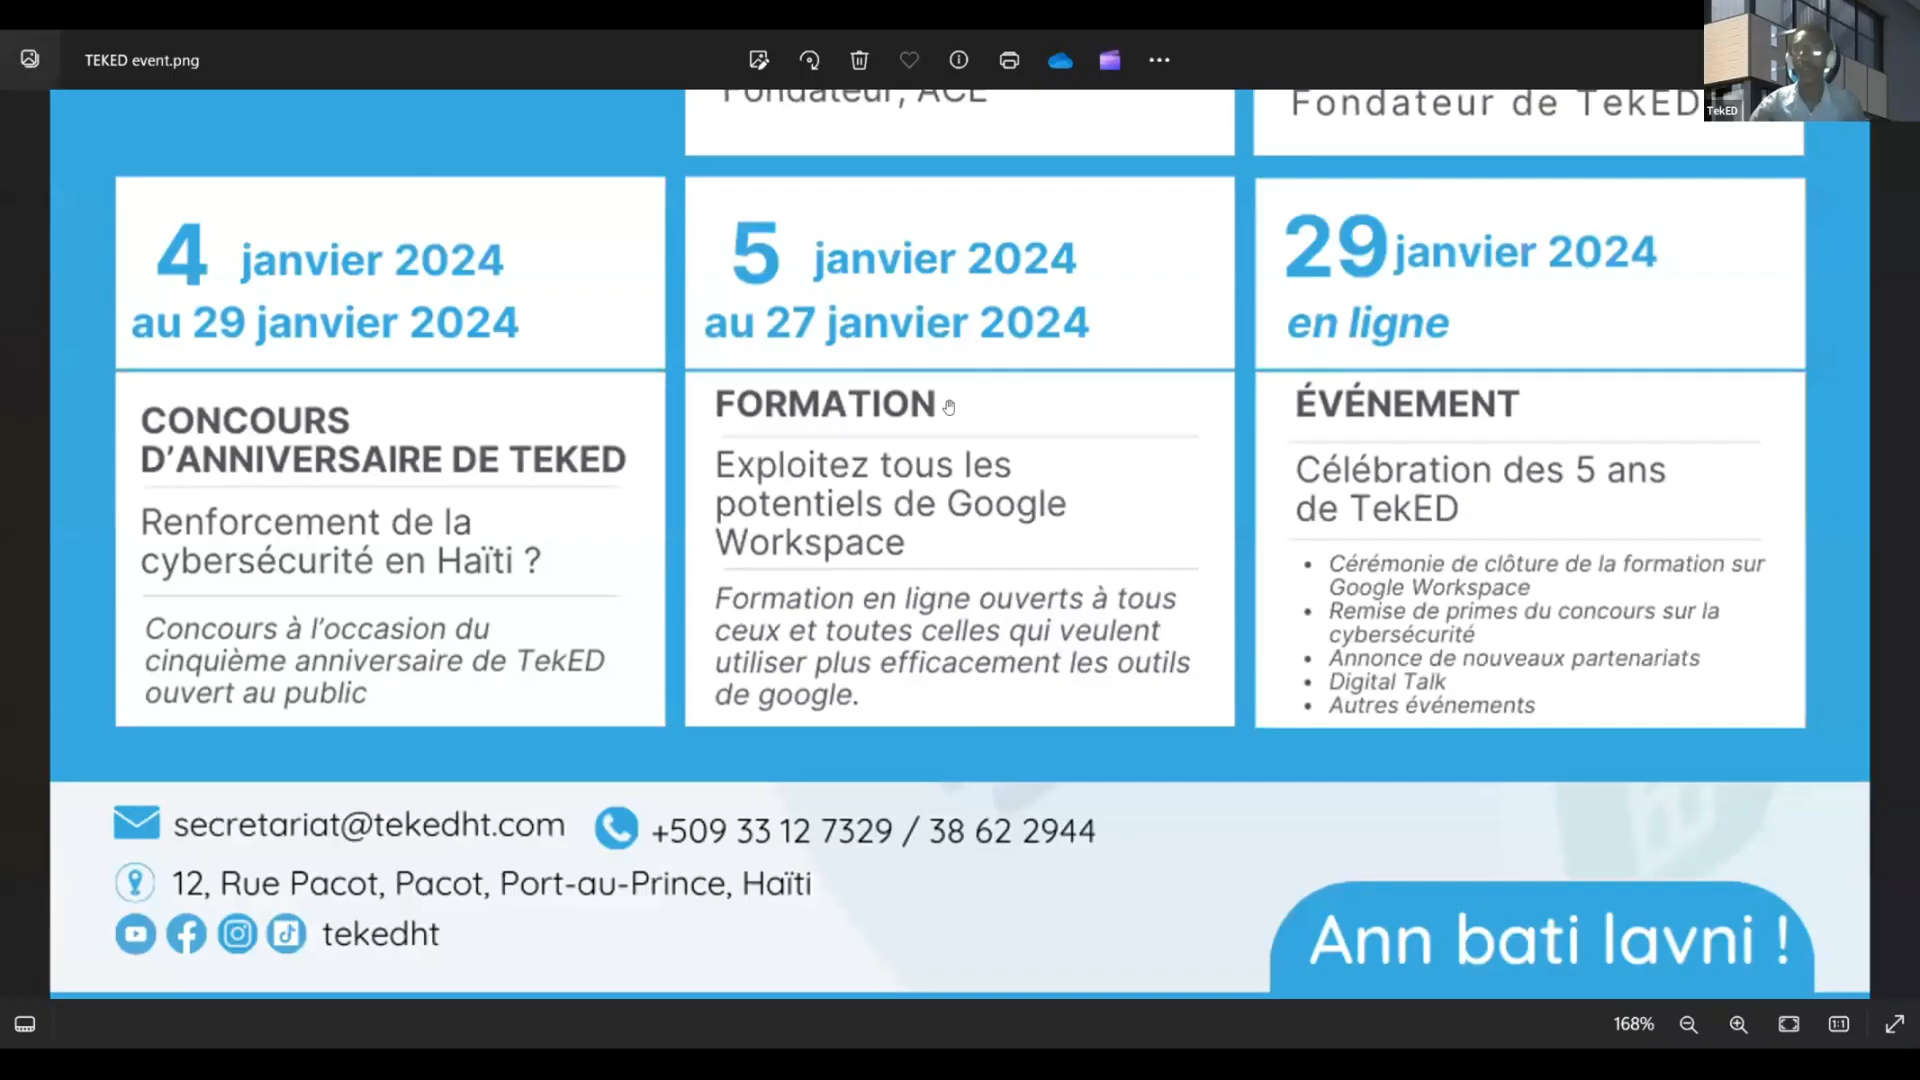 TEKED event.png
TekED
Fondateur, ACE
Fondateur de TekED
4 janvier 2024
au 29 janvier 2024
CONCOURS
D’ANNIVERSAIRE DE TEKED
Renforcement de la
cybersécurité en Haïti ?
Concours à l’occasion du
cinquième anniversaire de TekED
ouvert au public
5 janvier 2024
au 27 janvier 2024
FORMATION
Exploitez tous les
potentiels de Google
Workspace
Formation en ligne ouverts à tous
ceux et toutes celles qui veulent
utiliser plus efficacement les outils
de google.
29 janvier 2024
en ligne
ÉVÉNEMENT
Célébration des 5 ans
de TekED
• Cérémonie de clôture de la formation sur
Google Workspace
• Remise de primes du concours sur la
cybersécurité
• Annonce de nouveaux partenariats
• Digital Talk
• Autres événements
secretariat@tekedht.com
+509 33 12 7329 / 38 62 2944
12, Rue Pacot, Pacot, Port-au-Prince, Haïti
tekedht
Ann bati lavni !
168%
1:1